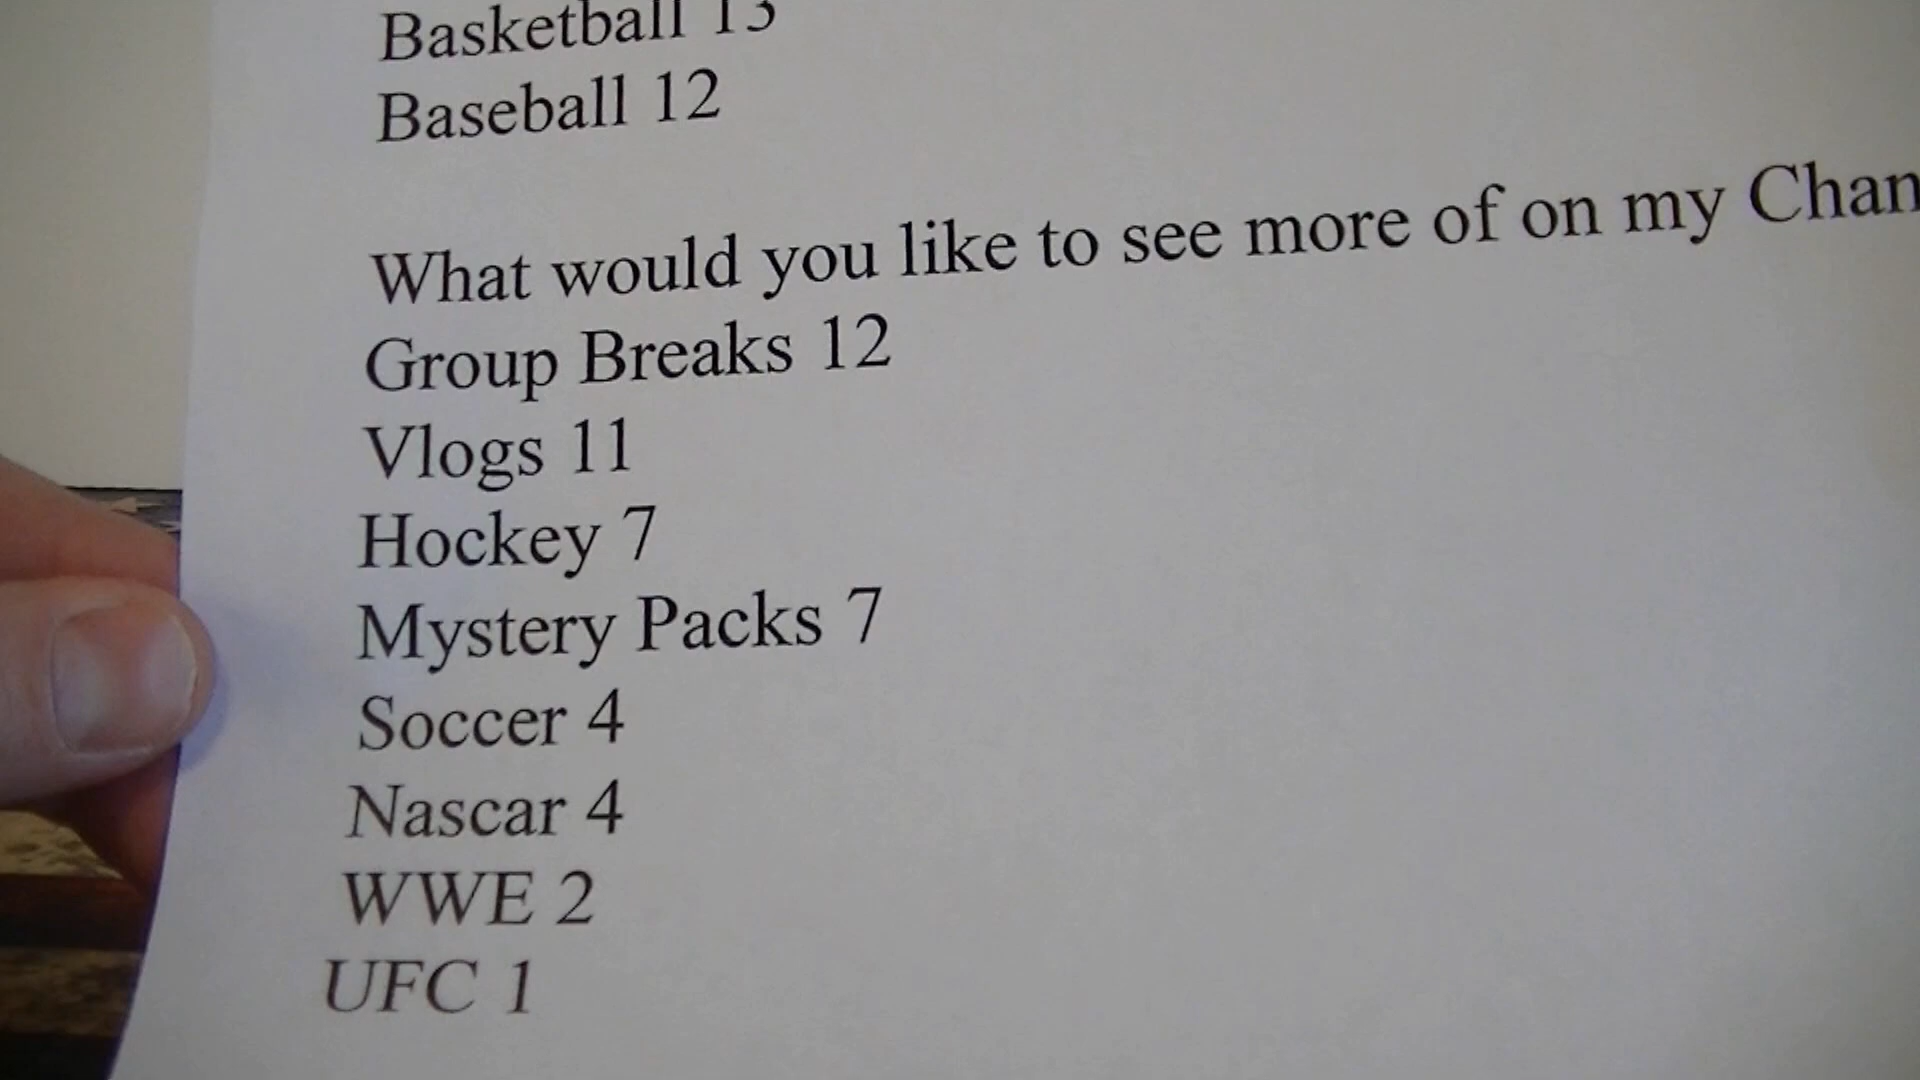 Basketball 13
Baseball 12
What would you like to see more of on my Chan
Group Breaks 12
Vlogs 11
Hockey 7
Mystery Packs 7
Soccer 4
Nascar 4
WWE 2
UFC 1